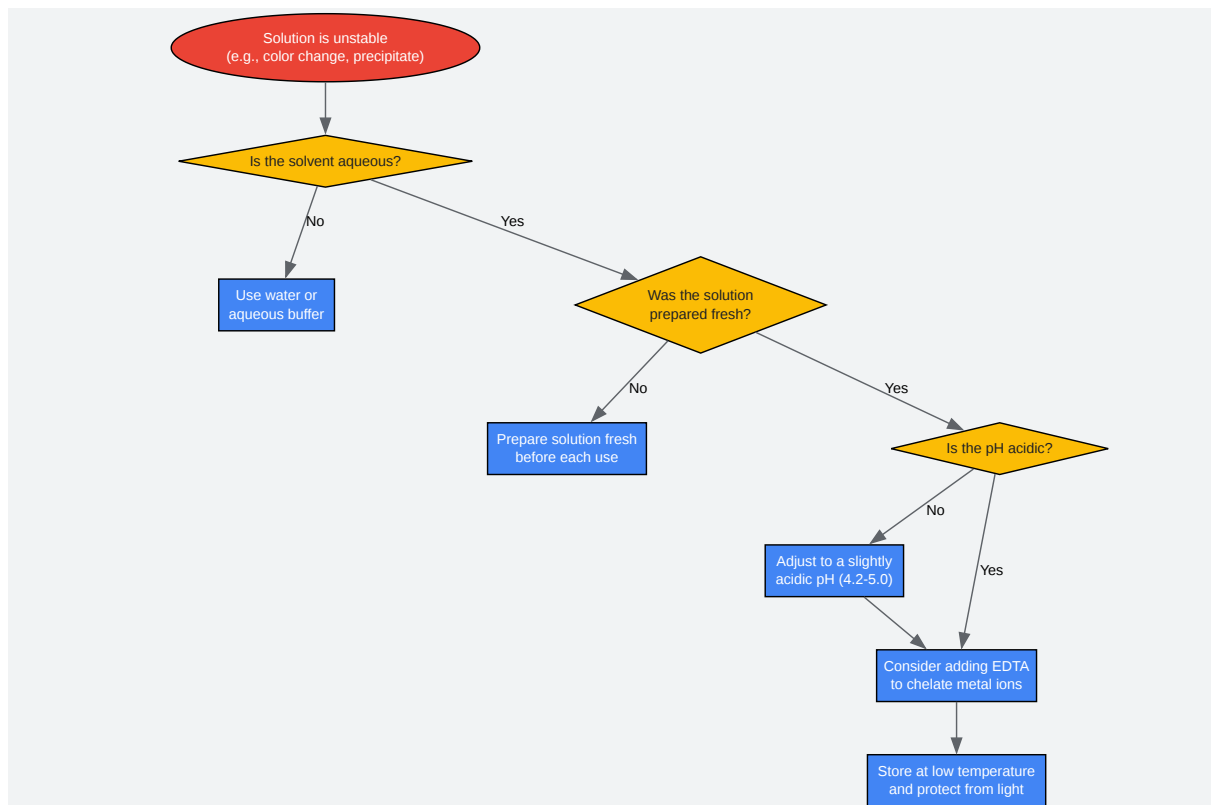 Solution is unstable
(e.g., color change, precipitate)
Is the solvent aqueous?
No
Yes
Use water or
aqueous buffer
Was the solution
prepared fresh?
No
Yes
Prepare solution fresh
before each use
Is the pH acidic?
No
Yes
Adjust to a slightly
acidic pH (4.2-5.0)
Consider adding EDTA
to chelate metal ions
Store at low temperature
and protect from light